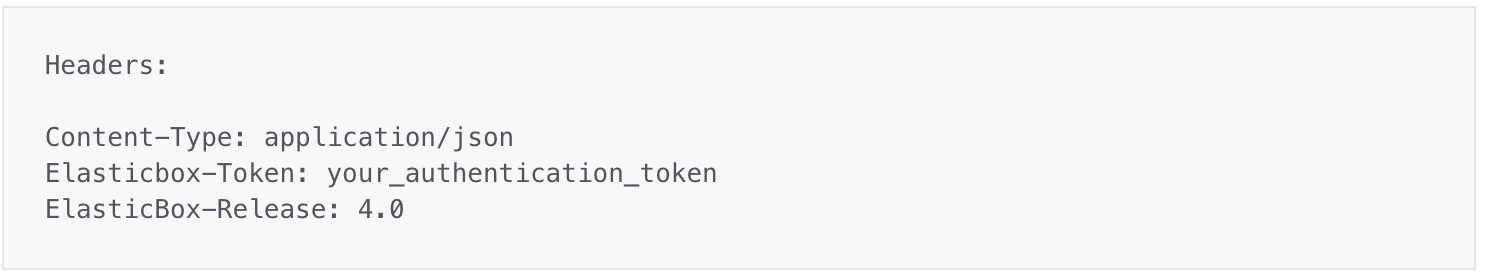 Headers:
Content-Type: application/json
Elasticbox-Token: your_authentication_token
ElasticBox-Release: 4.0